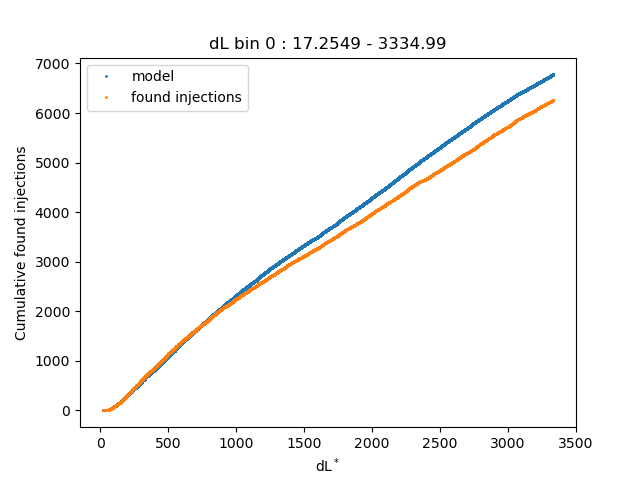 dL bin 0 : 17.2549 - 3334.99
7000
6000
5000
4000
3000
2000
1000
0
model
found injections
Cumulative found injections
0 500 1000 1500 2000 2500 3000 3500
dL*